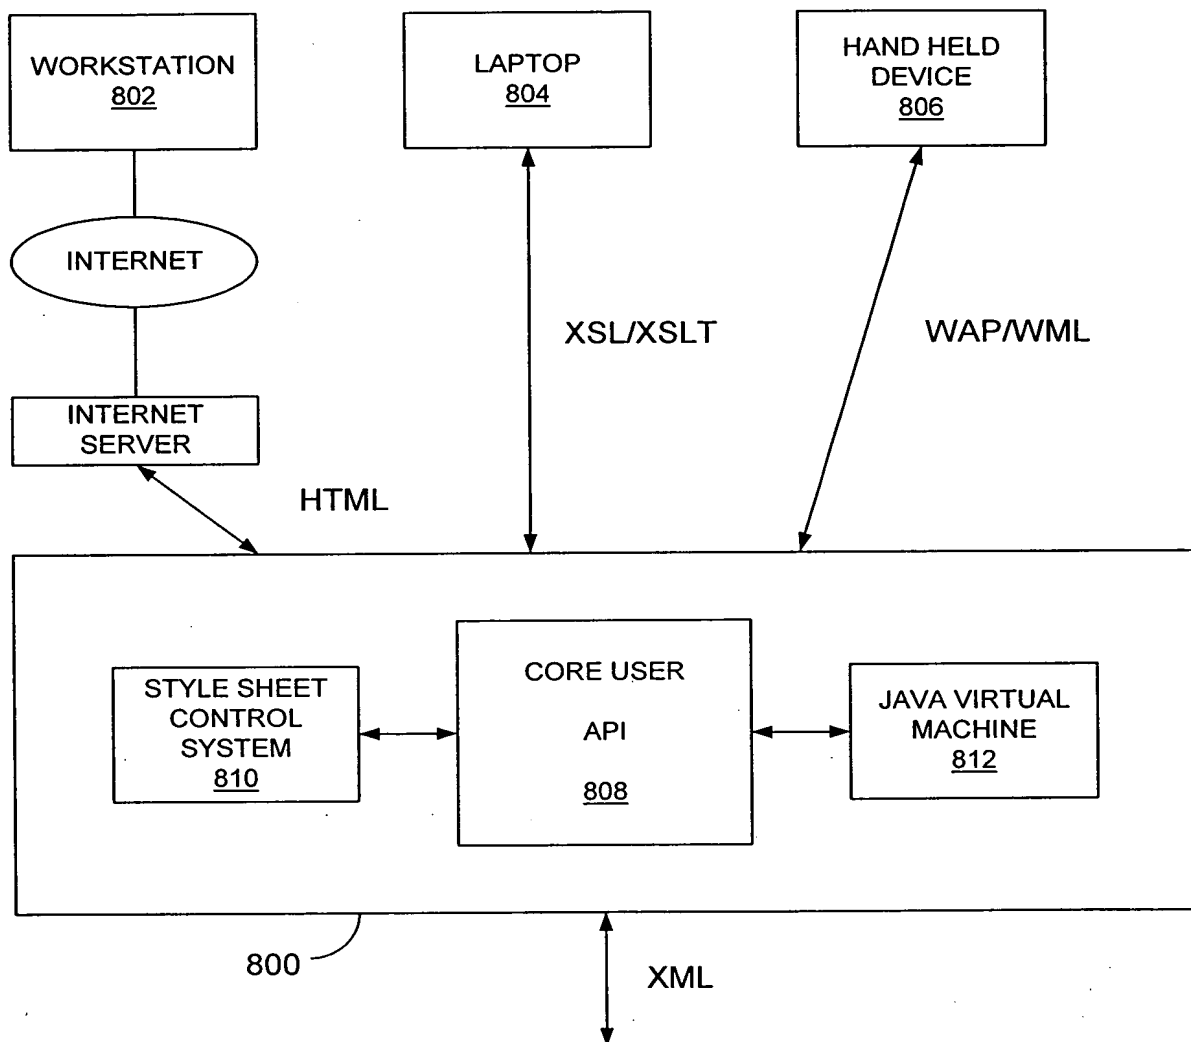 WORKSTATION
802
LAPTOP
804
HAND HELD
DEVICE
806
INTERNET
XSL/XSLT
WAP/WML
INTERNET
SERVER
HTML
STYLE SHEET
CONTROL
SYSTEM
810
CORE USER
API
808
JAVA VIRTUAL
MACHINE
812
800
XML